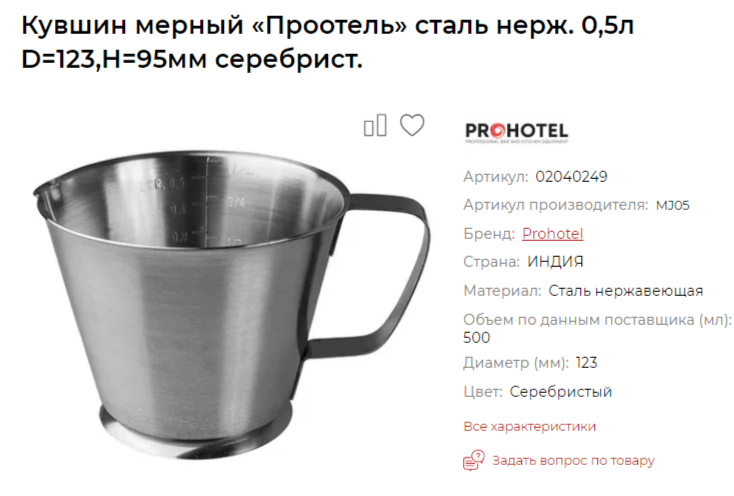 Кувшин мерный «Проотель» сталь нерж. 0,5л
D=123,H=95мм серебрист.
PROHOTEL
PROFESSIONAL BAR AND KITCHEN EQUIPMENT
Артикул: 02040249
Артикул производителя: MJ05
Бренд: Prohotel
Страна: ИНДИЯ
Материал: Сталь нержавеющая
Объем по данным поставщика (мл):
500
Диаметр (мм): 123
Цвет: Серебристый
Все характеристики
Задать вопрос по товару